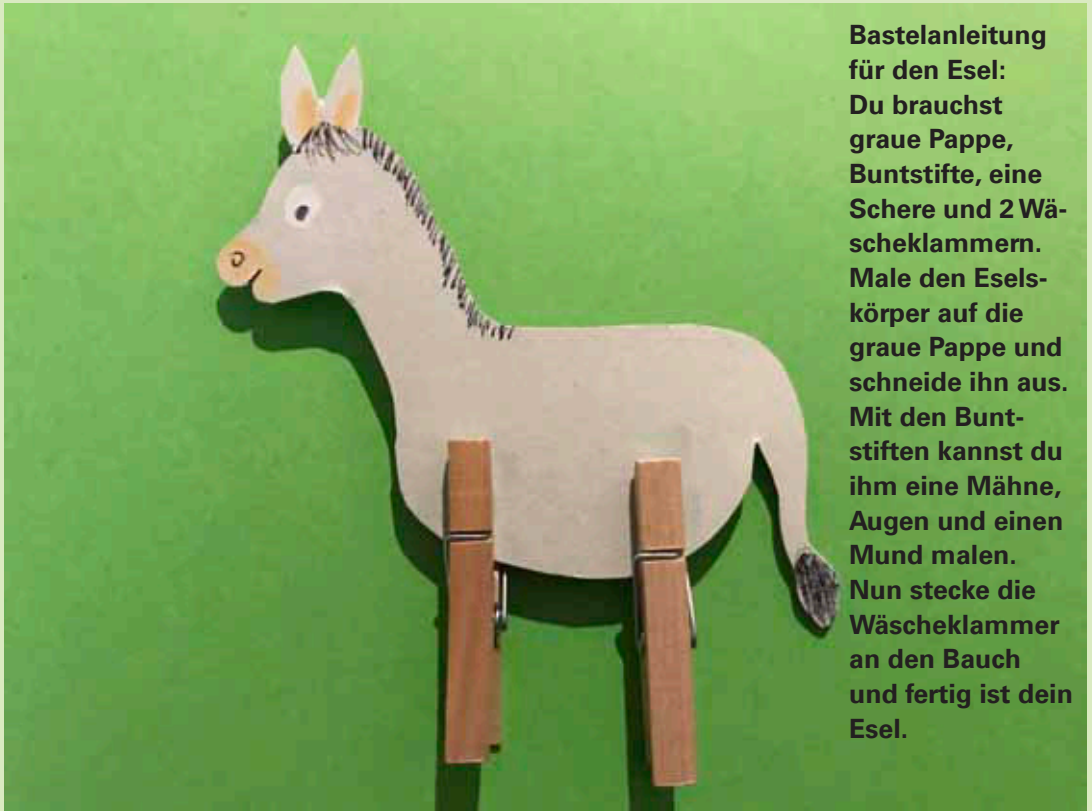 Bastelanleitung
für den Esel:
Du brauchst
graue Pappe,
Buntstifte, eine
Schere und 2 Wä-
scheklammern.
Male den Esels-
körper auf die
graue Pappe und
schneide ihn aus.
Mit den Bunt-
stiften kannst du
ihm eine Mähne,
Augen und einen
Mund malen.
Nun stecke die
Wäscheklammer
an den Bauch
und fertig ist dein
Esel.